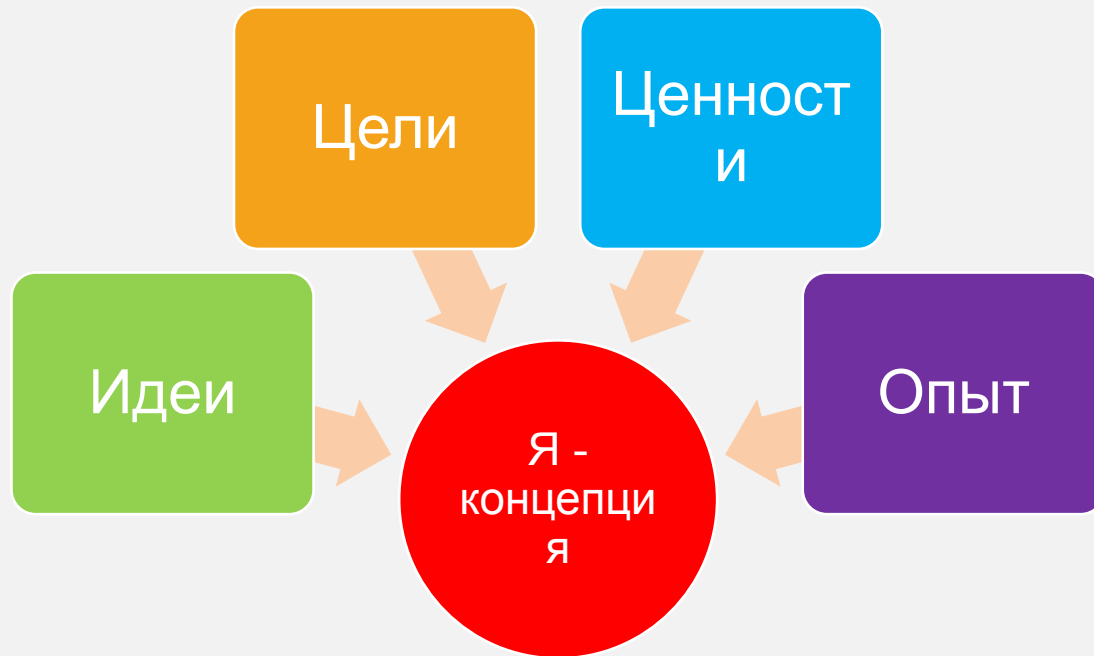 Цели
Ценност
и
Идеи
Опыт
Я -
концепци
я